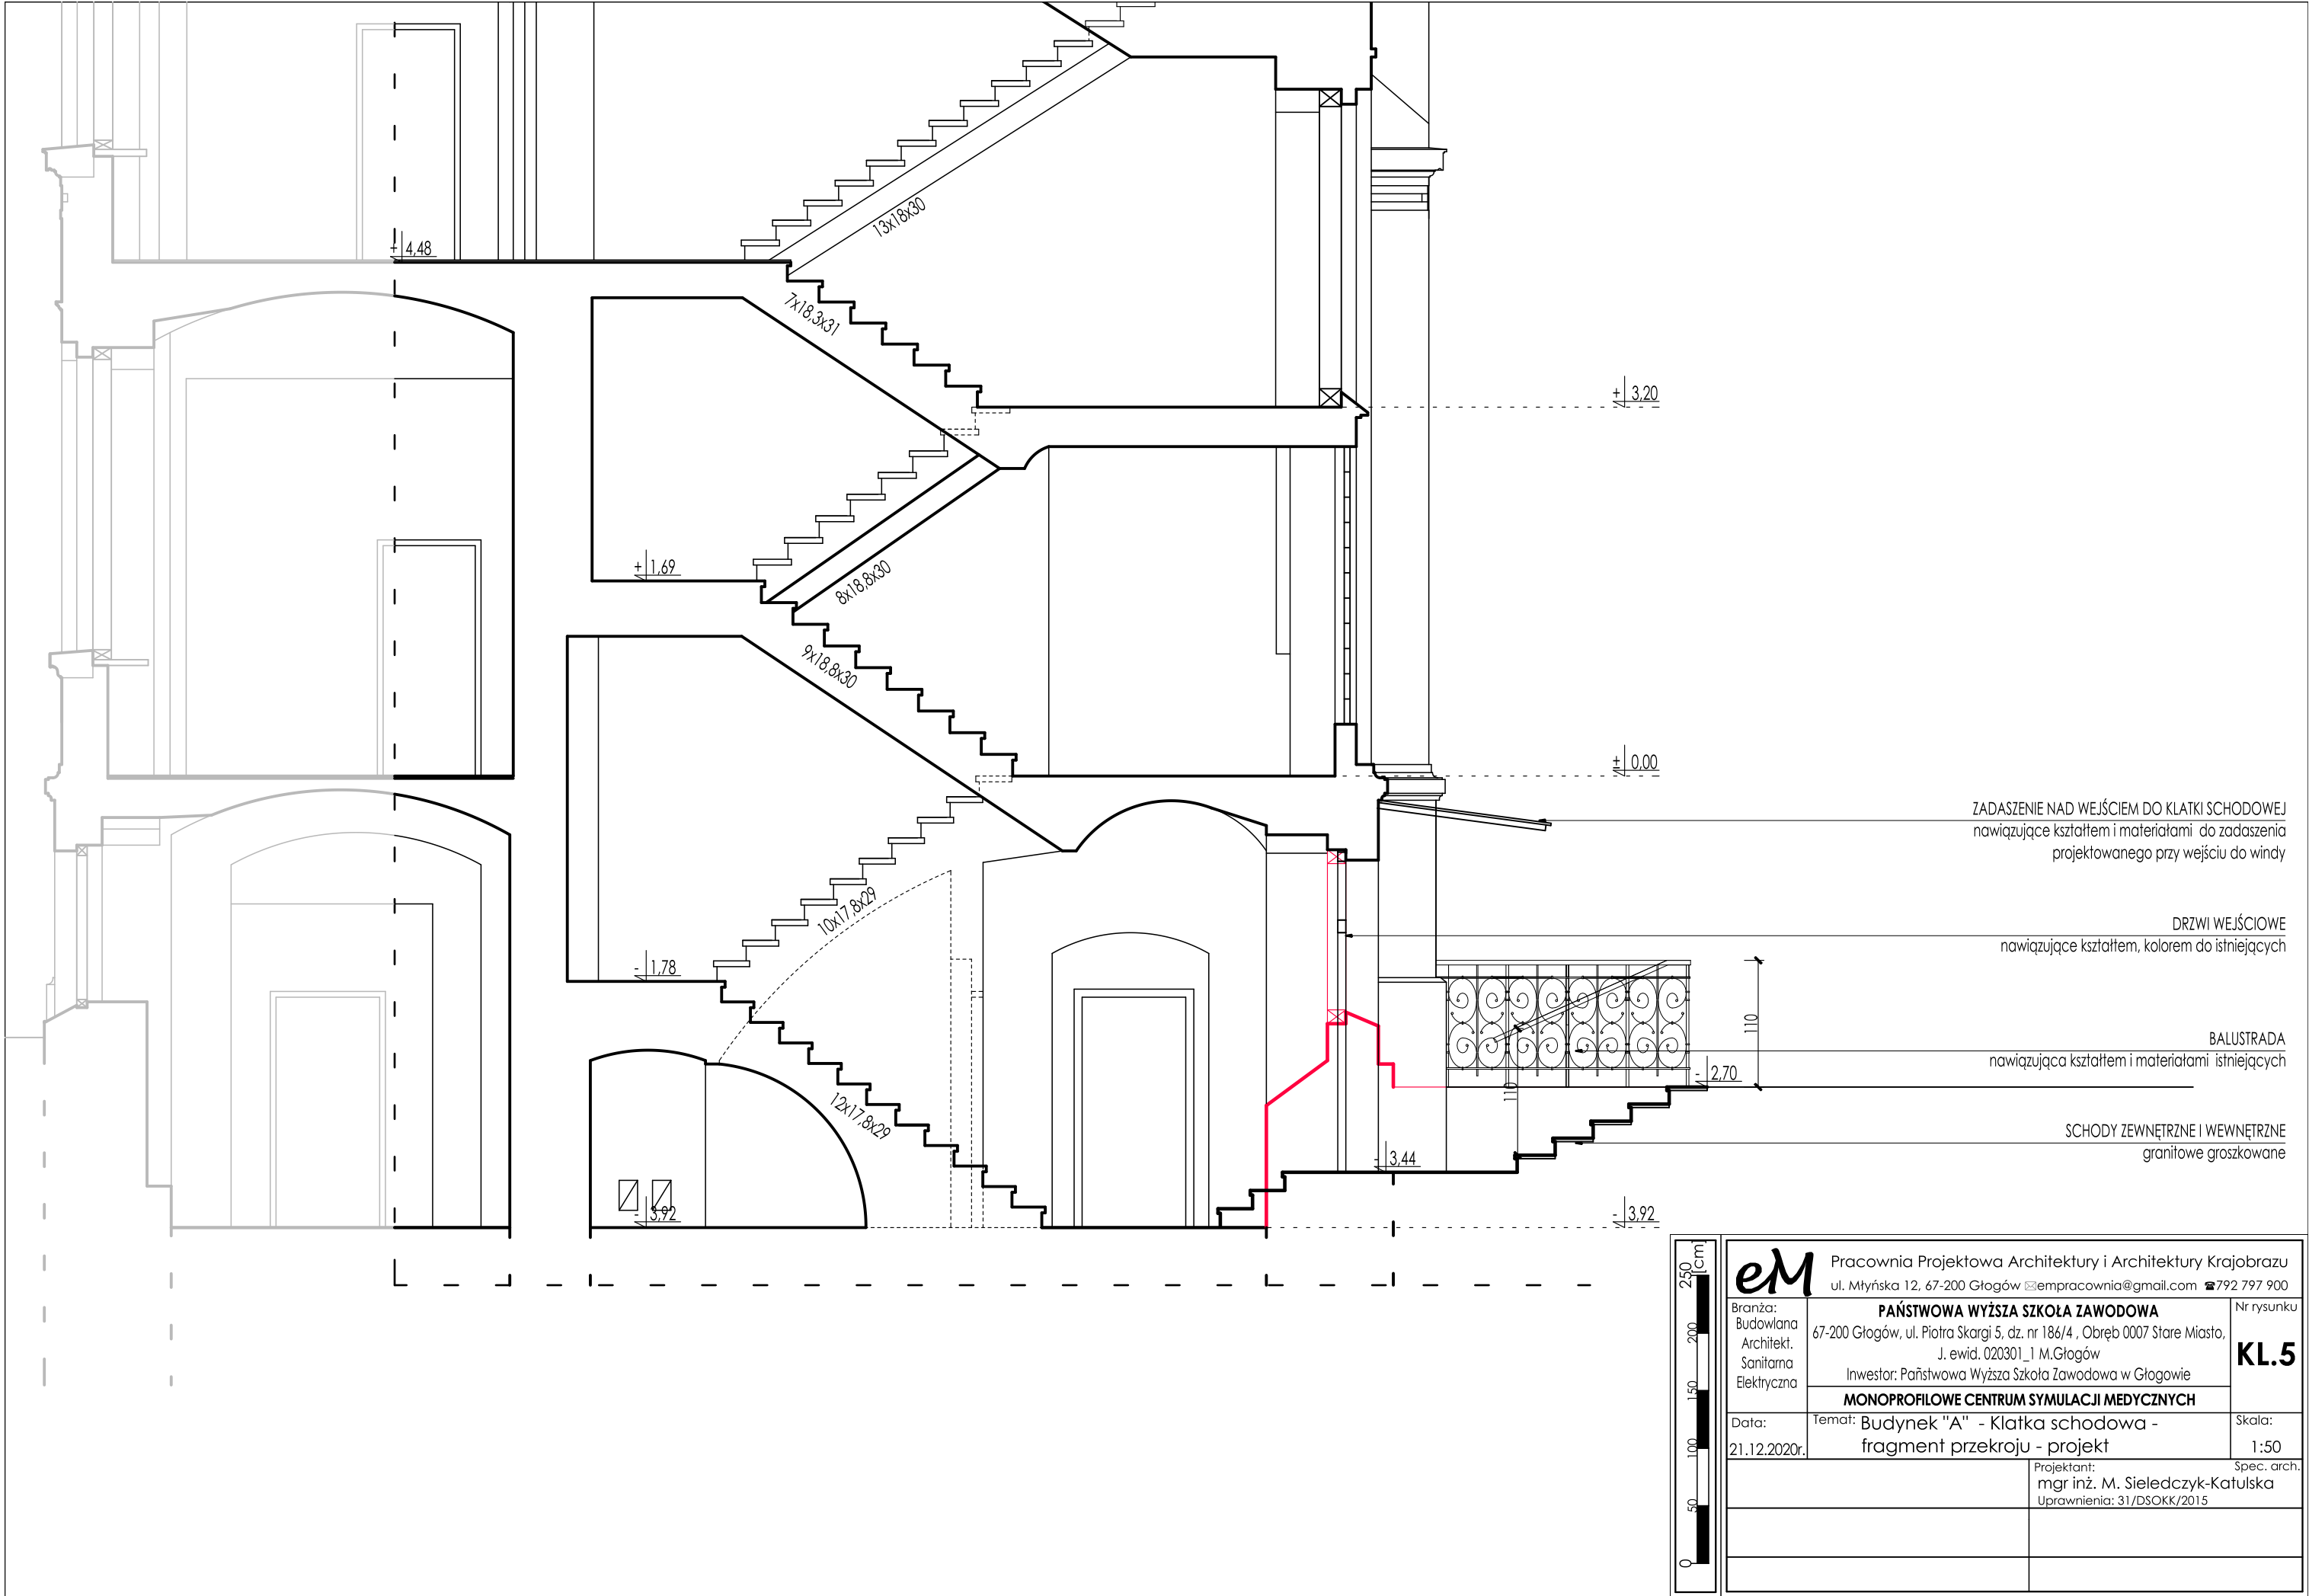 + 4,48
13x18x30
7x18,3x31
+ 3,20
+ 1,69
8x18,8x30
9x18,8x30
± 0,00
ZADASZENIE NAD WEJŚCIEM DO KLATKI SCHODOWEJ
nawiązujące kształtem i materiałami do zadaszenia
projektowanego przy wejściu do windy
10x17,8x29
DRZWI WEJŚCIOWE
nawiązujące kształtem, kolorem do istniejących
- 1,78
110
BALUSTRADA
nawiązująca kształtem i materiałami istniejących
- 2,70
110
12x17,8x29
SCHODY ZEWNĘTRZNE I WEWNĘTRZNE
granitowe groszkowane
- 3,44
- 3,92
- 3,92
[cm]
250
200
150
100
50
0
eM
Pracownia Projektowa Architektury i Architektury Krajobrazu
ul. Młyńska 12, 67-200 Głogów ✉empracownia@gmail.com ☎792 797 900
Branża:
Budowlana
Architekt.
Sanitarna
Elektryczna
PAŃSTWOWA WYŻSZA SZKOŁA ZAWODOWA
67-200 Głogów, ul. Piotra Skargi 5, dz. nr 186/4 , Obręb 0007 Stare Miasto,
J. ewid. 020301_1 M.Głogów
Inwestor: Państwowa Wyższa Szkoła Zawodowa w Głogowie
Nr rysunku
KL.5
MONOPROFILOWE CENTRUM SYMULACJI MEDYCZNYCH
Data:
21.12.2020r.
Temat: Budynek "A" - Klatka schodowa -
fragment przekroju - projekt
Skala:
1:50
Projektant:
Spec. arch.
mgr inż. M. Sieledczyk-Katulska
Uprawnienia: 31/DSOKK/2015